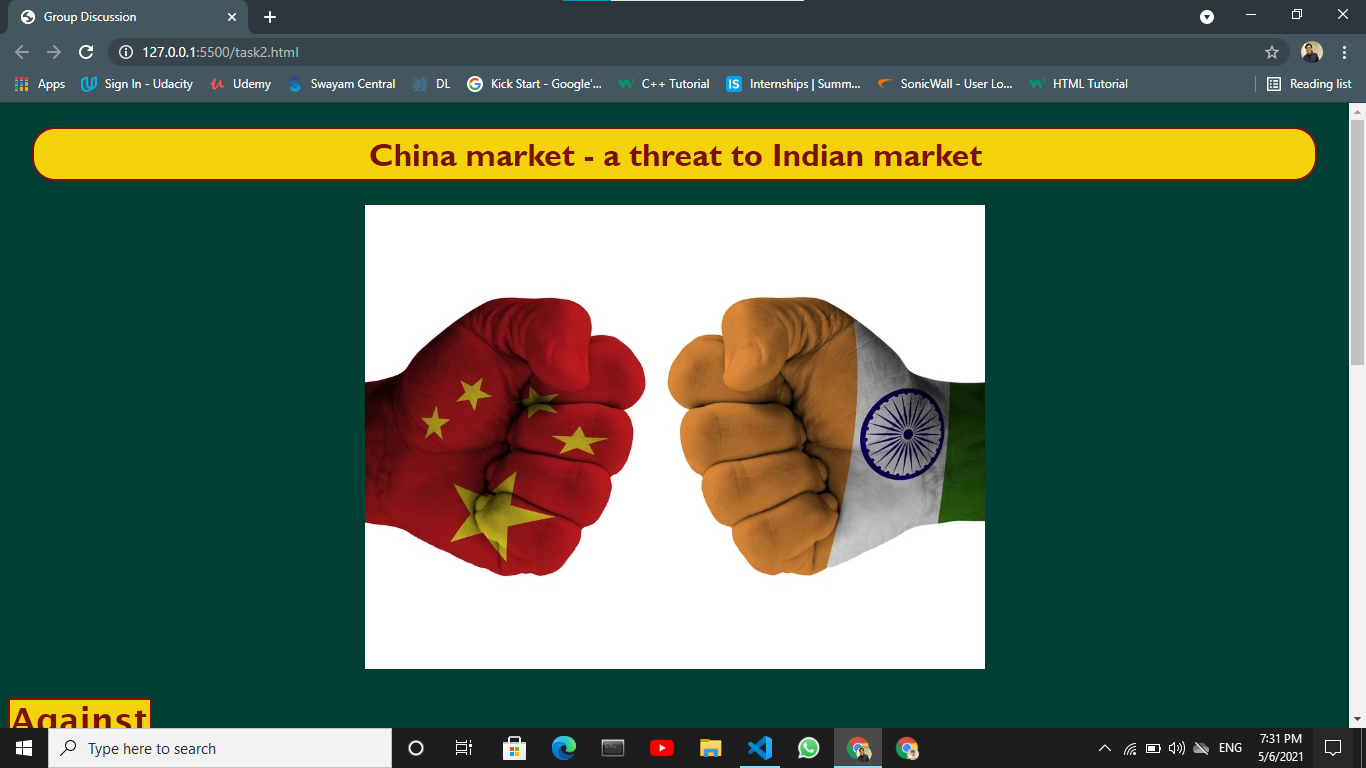 Group Discussion
127.0.0.1:5500/task2.html
Apps Sign In - Udacity Udemy Swayam Central DL Kick Start - Google'... C++ Tutorial IS Internships | Summ... SonicWall - User Lo... HTML Tutorial Reading list
China market - a threat to Indian market
Against
Type here to search
ENG
7:31 PM
5/6/2021